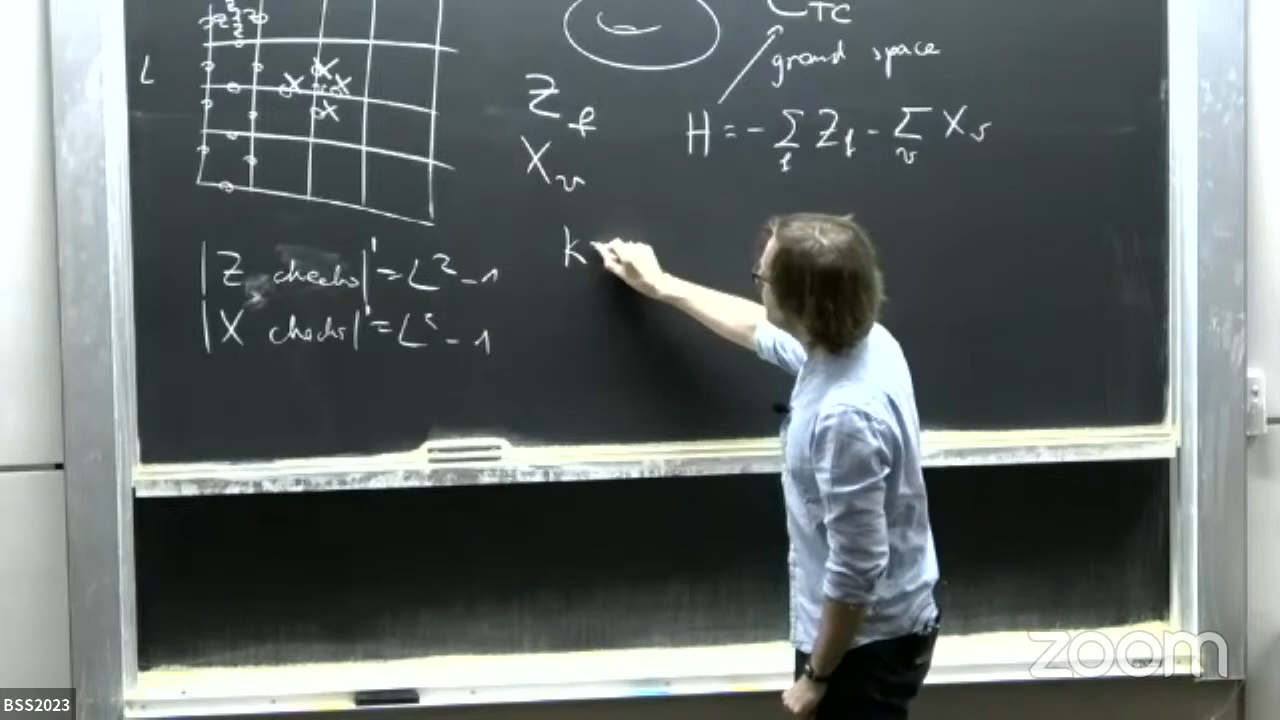 C_TC
L
X X X X
ground space
Z_f
X_v
H = - Σ_f Z_f - Σ_v X_v
k
|Z checks|' = L² - 1
|X checks|' = L² - 1
zoom
BSS2023